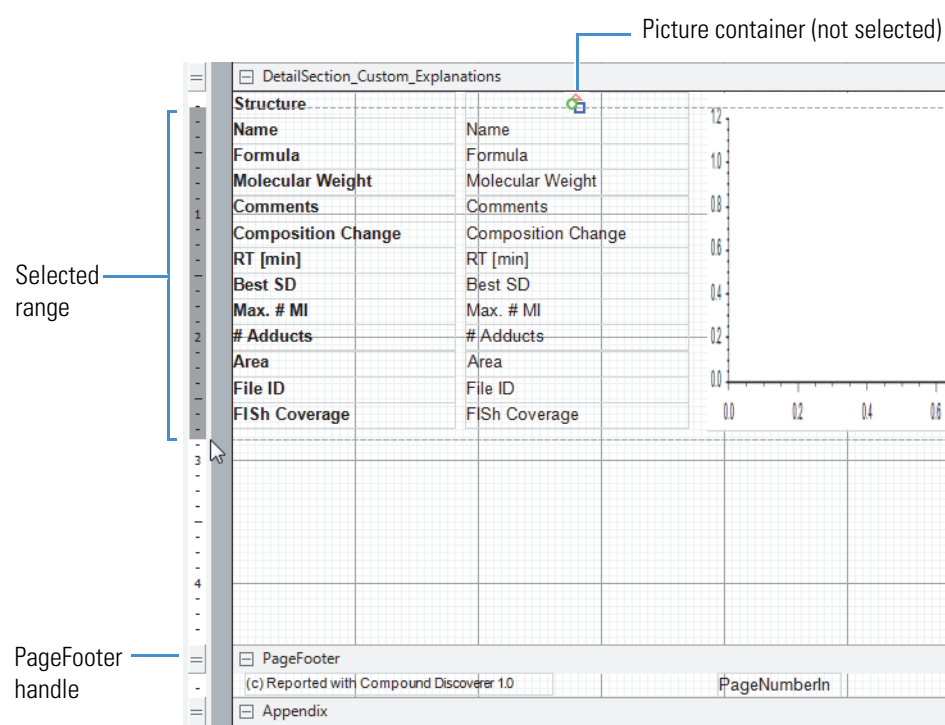 Picture container (not selected)
DetailSection_Custom_Explanations
Structure
Name Name
Formula Formula
Molecular Weight Molecular Weight
Comments Comments
Composition Change Composition Change
RT [min] RT [min]
Best SD Best SD
Max. # MI Max. # MI
# Adducts # Adducts
Area Area
File ID File ID
FISh Coverage FISh Coverage
1.2
1.0
0.8
0.6
0.4
0.2
0.0
0.0 0.2 0.4 0.6
1
2
3
4
Selected
range
PageFooter
handle
PageFooter
(c) Reported with Compound Discoverer 1.0 PageNumberIn
Appendix